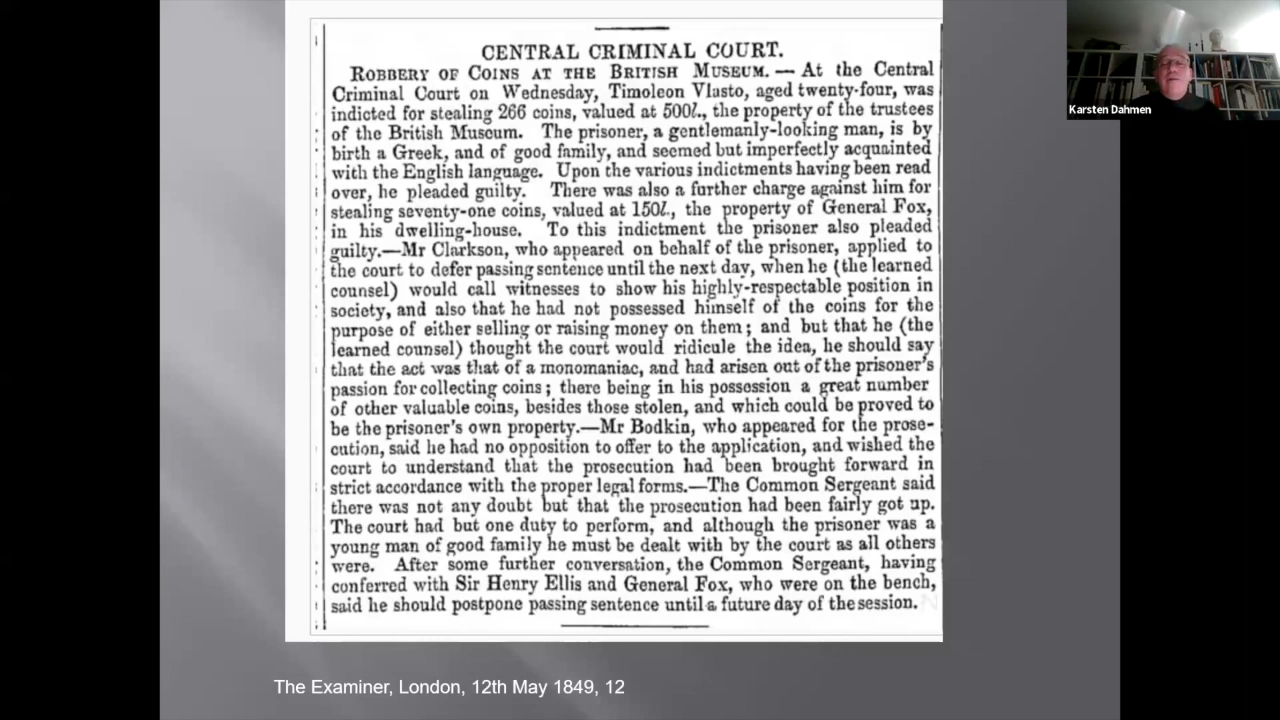 CENTRAL CRIMINAL COURT.
ROBBERY OF COINS AT THE BRITISH MUSEUM. — At the Central
Criminal Court on Wednesday, Timoleon Vlasto, aged twenty-four, was
indicted for stealing 266 coins, valued at 500l., the property of the trustees
of the British Museum. The prisoner, a gentlemanly-looking man, is by
birth a Greek, and of good family, and seemed but imperfectly acquainted
with the English language. Upon the various indictments having been read
over, he pleaded guilty. There was also a further charge against him for
stealing seventy-one coins, valued at 150l., the property of General Fox,
in his dwelling-house. To this indictment the prisoner also pleaded
guilty.—Mr Clarkson, who appeared on behalf of the prisoner, applied to
the court to defer passing sentence until the next day, when he (the learned
counsel) would call witnesses to show his highly-respectable position in
society, and also that he had not possessed himself of the coins for the
purpose of either selling or raising money on them; and but that he (the
learned counsel) thought the court would ridicule the idea, he should say
that the act was that of a monomaniac, and had arisen out of the prisoner's
passion for collecting coins; there being in his possession a great number
of other valuable coins, besides those stolen, and which could be proved to
be the prisoner's own property.—Mr Bodkin, who appeared for the prose-
cution, said he had no opposition to offer to the application, and wished the
court to understand that the prosecution had been brought forward in
strict accordance with the proper legal forms.—The Common Sergeant said
there was not any doubt but that the prosecution had been fairly got up.
The court had but one duty to perform, and although the prisoner was a
young man of good family he must be dealt with by the court as all others
were. After some further conversation, the Common Sergeant, having
conferred with Sir Henry Ellis and General Fox, who were on the bench,
said he should postpone passing sentence until a future day of the session.
The Examiner, London, 12th May 1849, 12
Karsten Dahmen